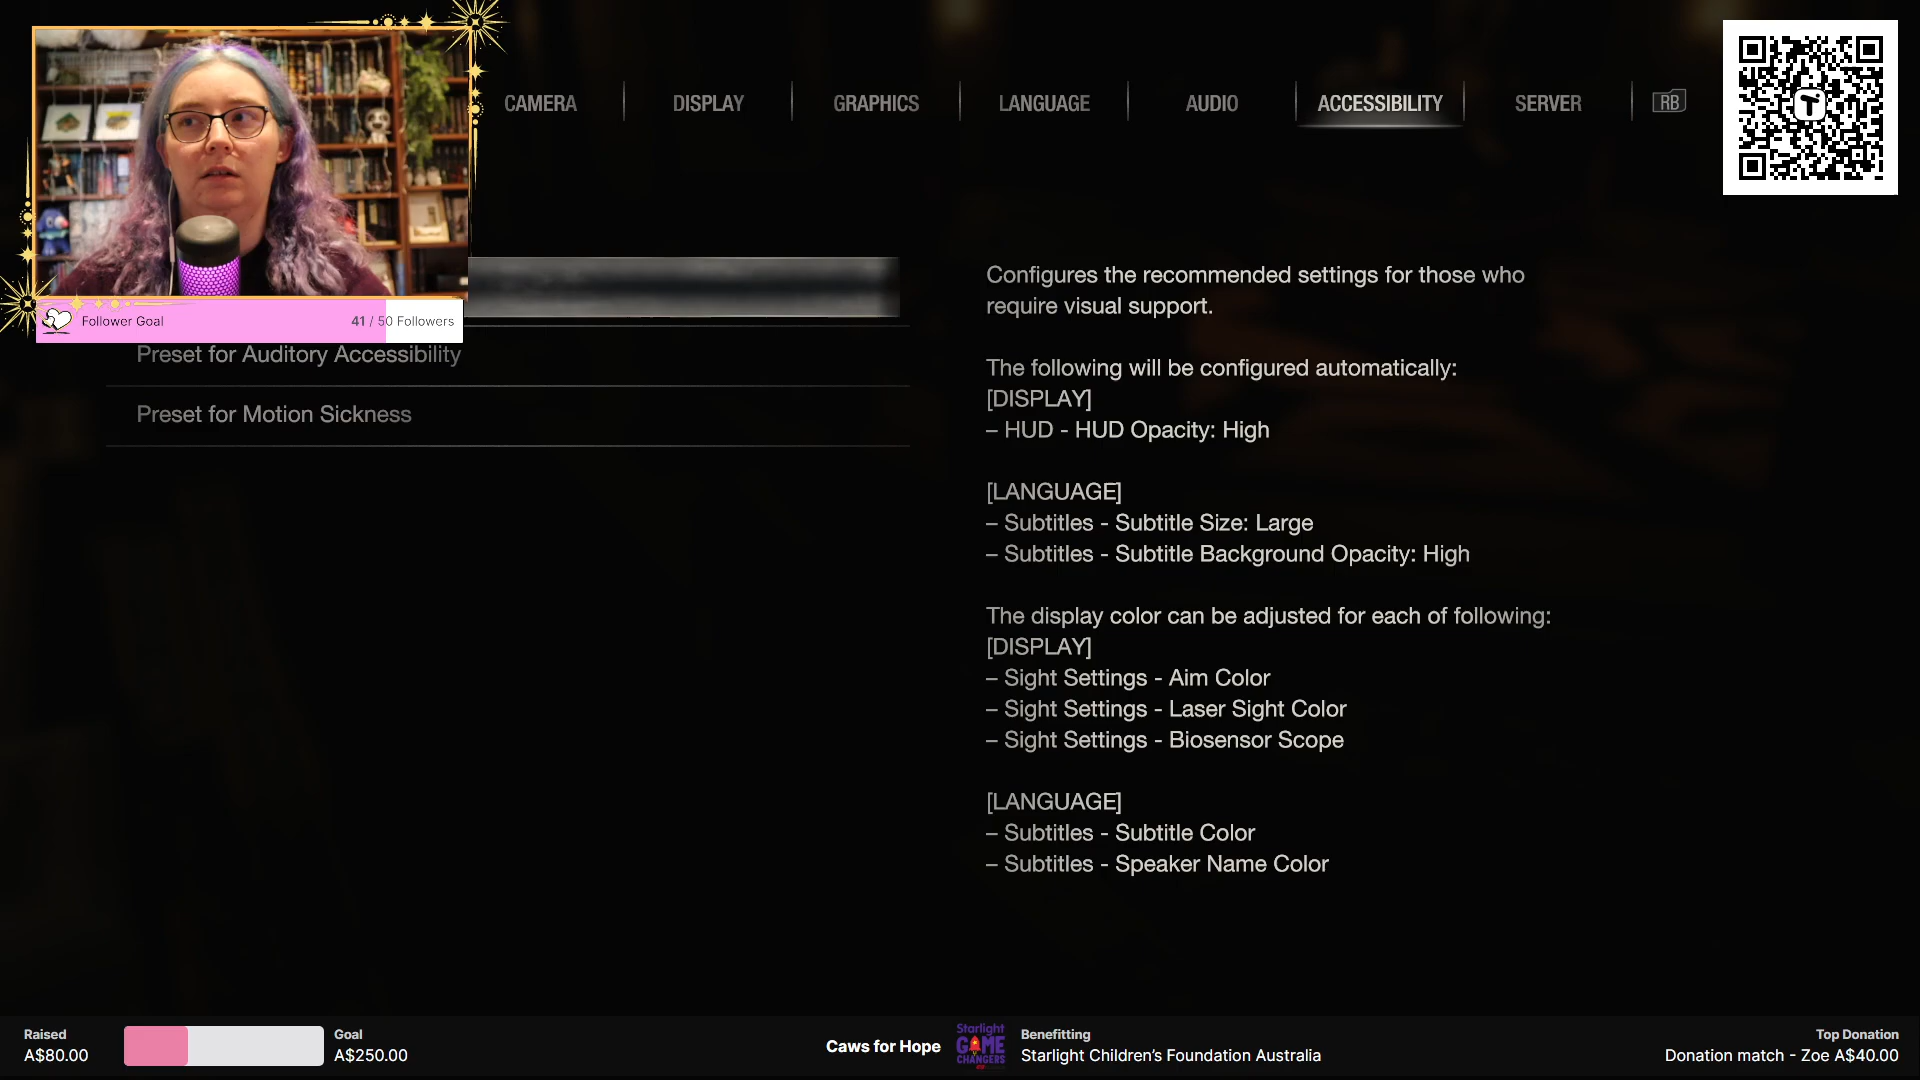 CAMERA
DISPLAY
GRAPHICS
LANGUAGE
AUDIO
ACCESSIBILITY
SERVER
RB
T
Follower Goal
41 / 50 Followers
Preset for Auditory Accessibility
Preset for Motion Sickness
Configures the recommended settings for those who
require visual support.
The following will be configured automatically:
[DISPLAY]
– HUD - HUD Opacity: High
[LANGUAGE]
– Subtitles - Subtitle Size: Large
– Subtitles - Subtitle Background Opacity: High
The display color can be adjusted for each of following:
[DISPLAY]
– Sight Settings - Aim Color
– Sight Settings - Laser Sight Color
– Sight Settings - Biosensor Scope
[LANGUAGE]
– Subtitles - Subtitle Color
– Subtitles - Speaker Name Color
Raised
A$80.00
Goal
A$250.00
Caws for Hope
Starlight
GAME
CHANGERS
Benefitting
Starlight Children's Foundation Australia
Top Donation
Donation match - Zoe A$40.00